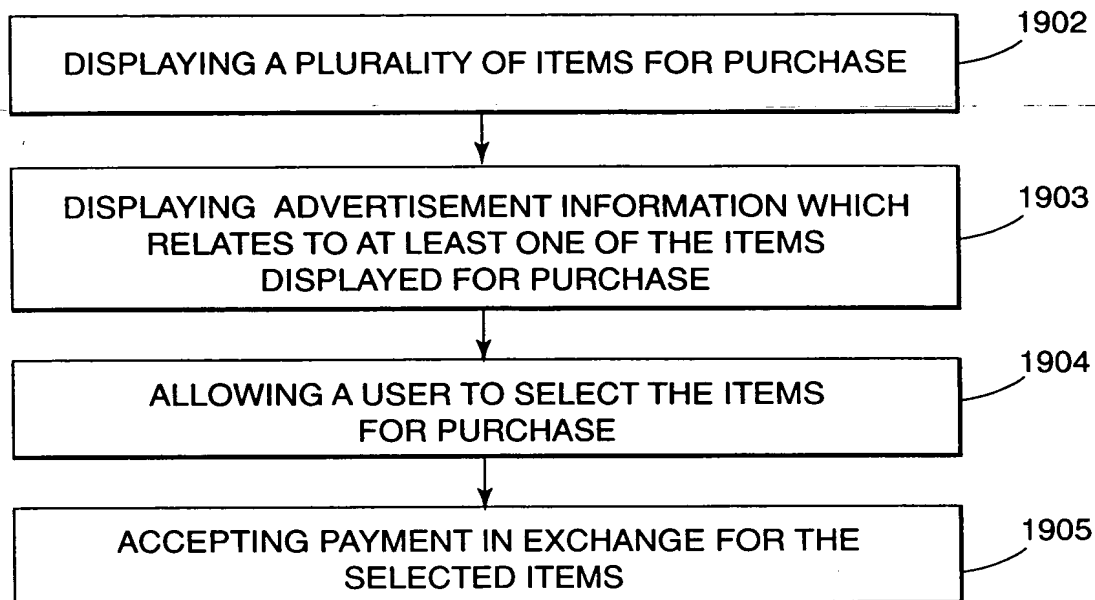 1902
DISPLAYING A PLURALITY OF ITEMS FOR PURCHASE
1903
DISPLAYING ADVERTISEMENT INFORMATION WHICH
RELATES TO AT LEAST ONE OF THE ITEMS
DISPLAYED FOR PURCHASE
1904
ALLOWING A USER TO SELECT THE ITEMS
FOR PURCHASE
1905
ACCEPTING PAYMENT IN EXCHANGE FOR THE
SELECTED ITEMS